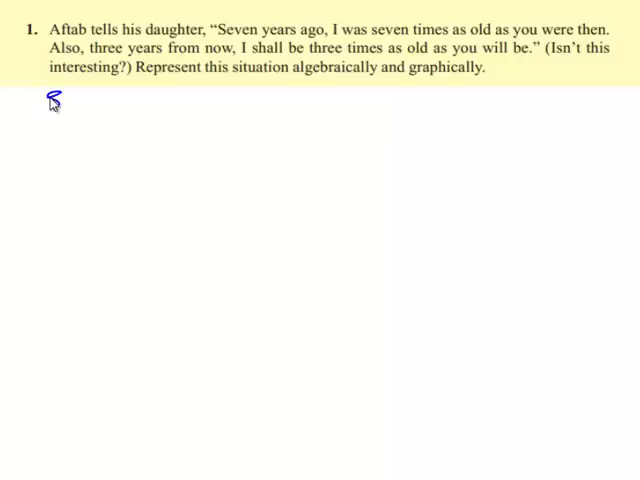 1. Aftab tells his daughter, “Seven years ago, I was seven times as old as you were then.
Also, three years from now, I shall be three times as old as you will be.” (Isn’t this
interesting?) Represent this situation algebraically and graphically.